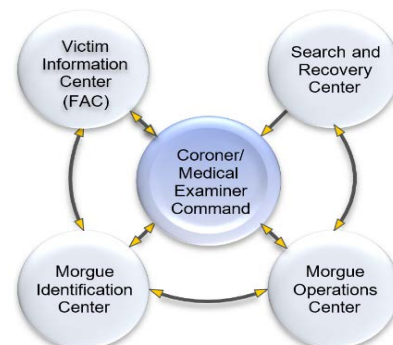 Victim
Information
Center
(FAC)
Search and
Recovery
Center
Coroner/
Medical
Examiner
Command
Morgue
Identification
Center
Morgue
Operations
Center